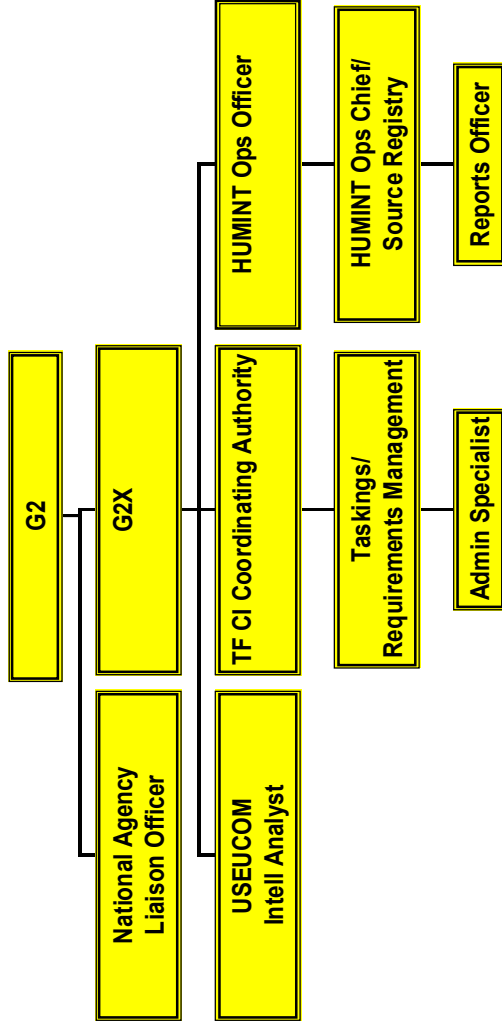 G2
National Agency
Liaison Officer
G2X
USEUCOM
Intell Analyst
TF CI Coordinating Authority
HUMINT Ops Officer
Taskings/
Requirements Management
HUMINT Ops Chief/
Source Registry
Admin Specialist
Reports Officer